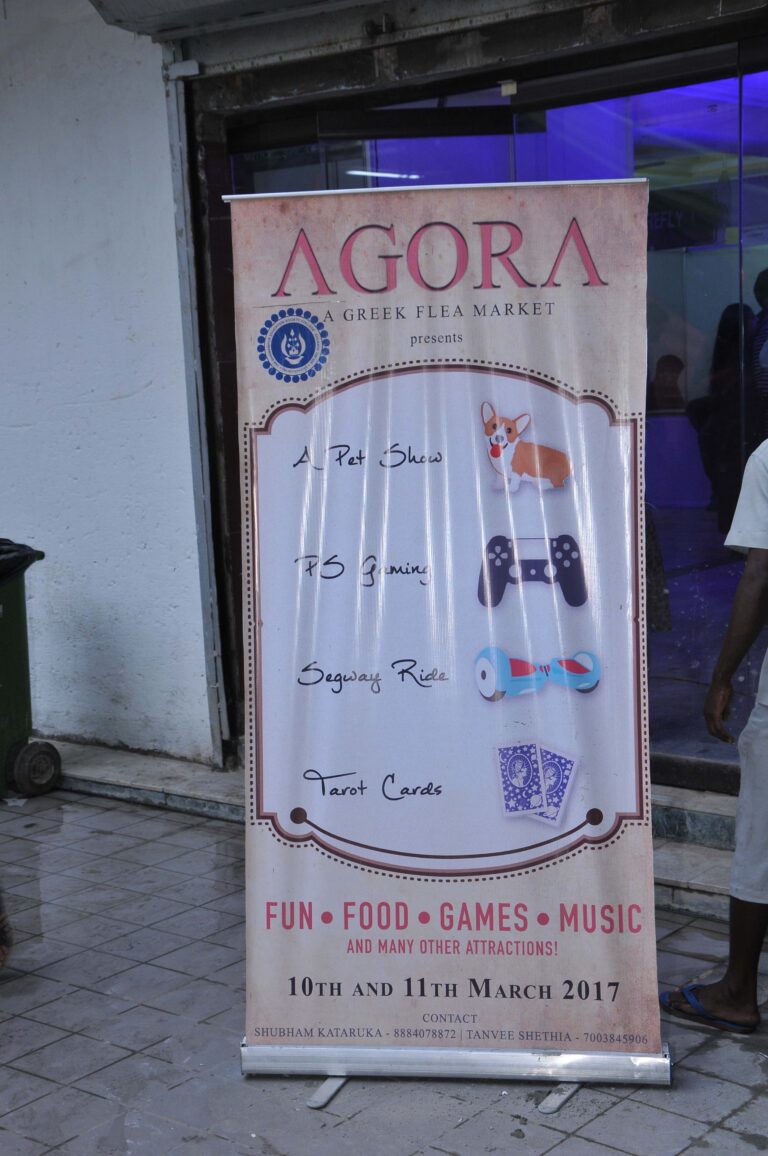 AGORA
A GREEK FLEA MARKET
presents
A Pet Show
PS Gaming
Segway Ride
Tarot Cards
FUN • FOOD • GAMES • MUSIC
AND MANY OTHER ATTRACTIONS!
10TH AND 11TH MARCH 2017
CONTACT
SHUBHAM KATARUKA - 8884078872 | TANVEE SHETHIA - 7003845906